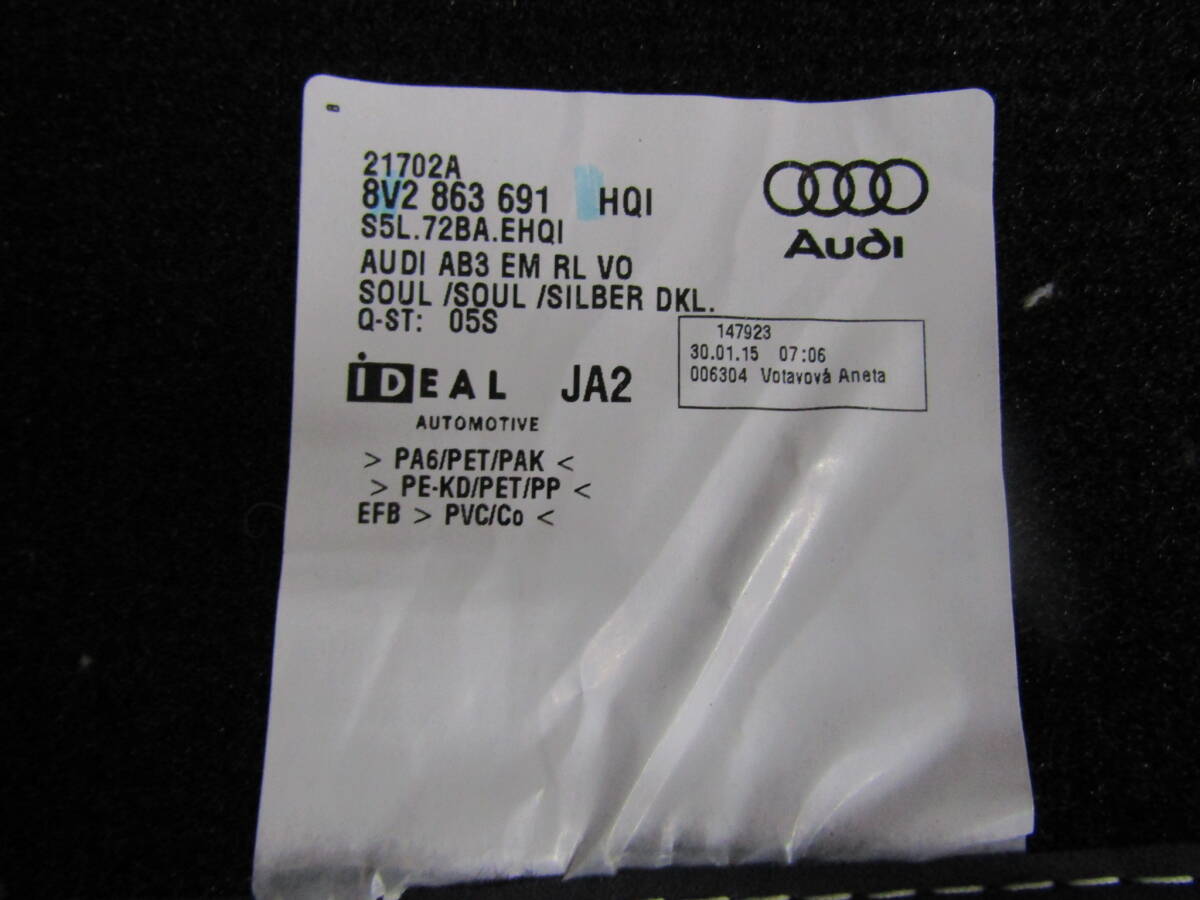 8
21702A
8V2 863 691 HQI
S5L.72BA.EHQI
AUDI AB3 EM RL VO
SOUL /SOUL /SILBER DKL.
Q-ST: 05S
Audi
147923
30.01.15 07:06
006304 Votavová Aneta
iDEAL JA2
AUTOMOTIVE
> PA6/PET/PAK <
> PE-KD/PET/PP <
EFB > PVC/Co <